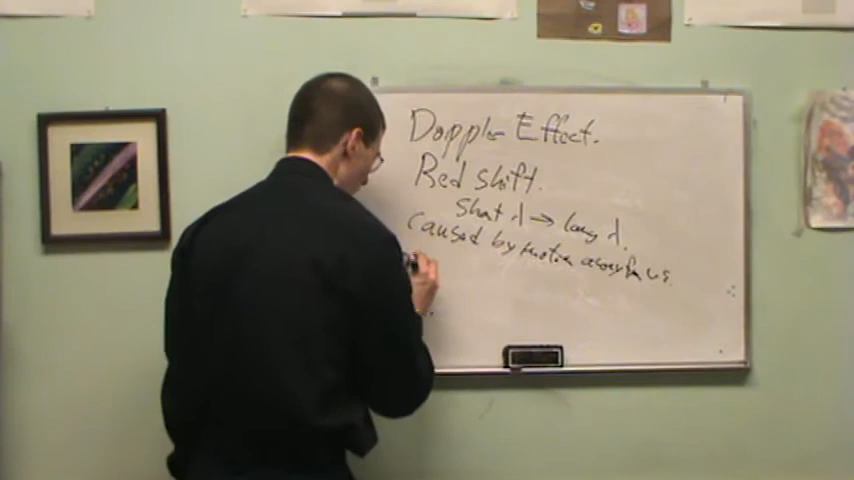 Doppler Effect.
Red shift.
Short λ → long λ.
caused by motion away from us.